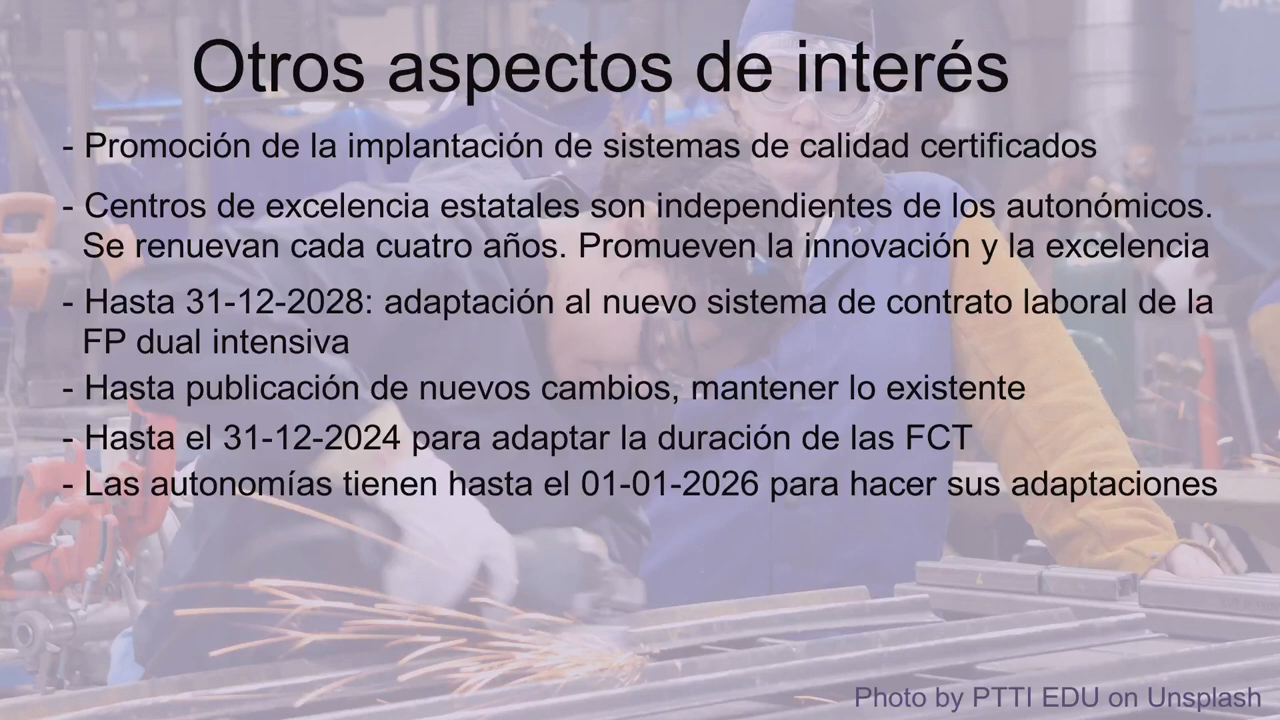 Otros aspectos de interés
- Promoción de la implantación de sistemas de calidad certificados
- Centros de excelencia estatales son independientes de los autonómicos.
Se renuevan cada cuatro años. Promueven la innovación y la excelencia
- Hasta 31-12-2028: adaptación al nuevo sistema de contrato laboral de la
FP dual intensiva
- Hasta publicación de nuevos cambios, mantener lo existente
- Hasta el 31-12-2024 para adaptar la duración de las FCT
- Las autonomías tienen hasta el 01-01-2026 para hacer sus adaptaciones
Photo by PTTI EDU on Unsplash